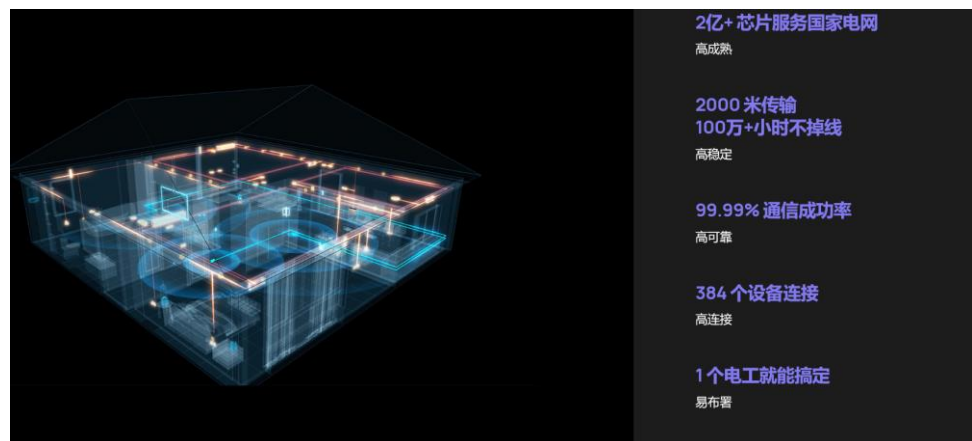 2亿+ 芯片服务国家电网
高成熟
2000 米传输
100万+小时不掉线
高稳定
99.99% 通信成功率
高可靠
384 个设备连接
高连接
1 个电工就能搞定
易布署